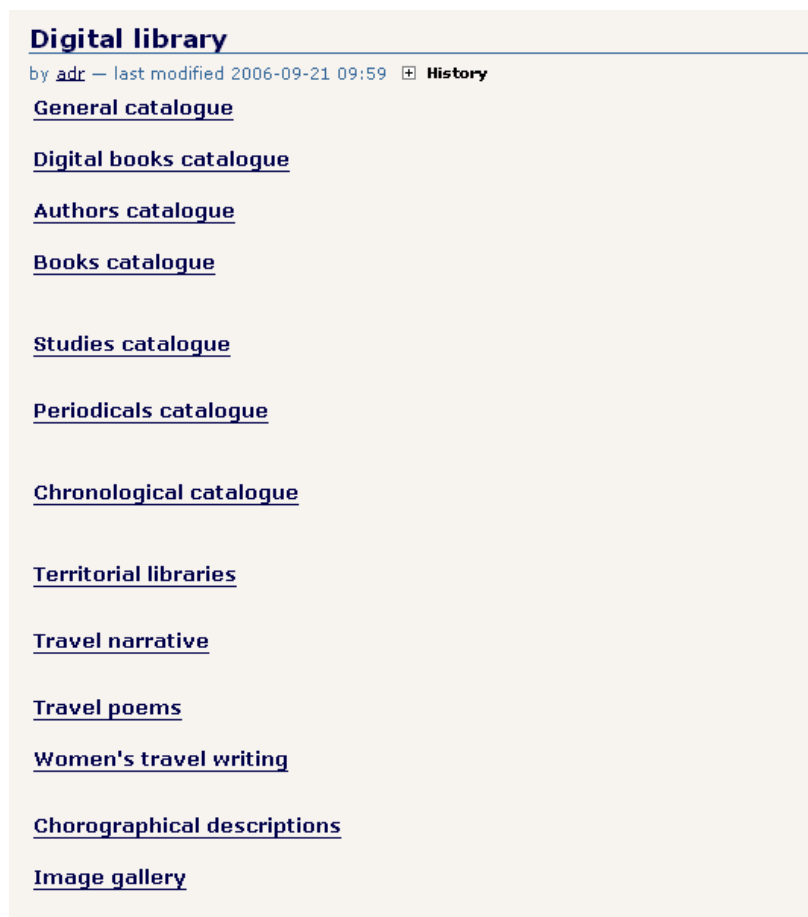 Digital library
by adr — last modified 2006-09-21 09:59 History
General catalogue
Digital books catalogue
Authors catalogue
Books catalogue
Studies catalogue
Periodicals catalogue
Chronological catalogue
Territorial libraries
Travel narrative
Travel poems
Women's travel writing
Chorographical descriptions
Image gallery